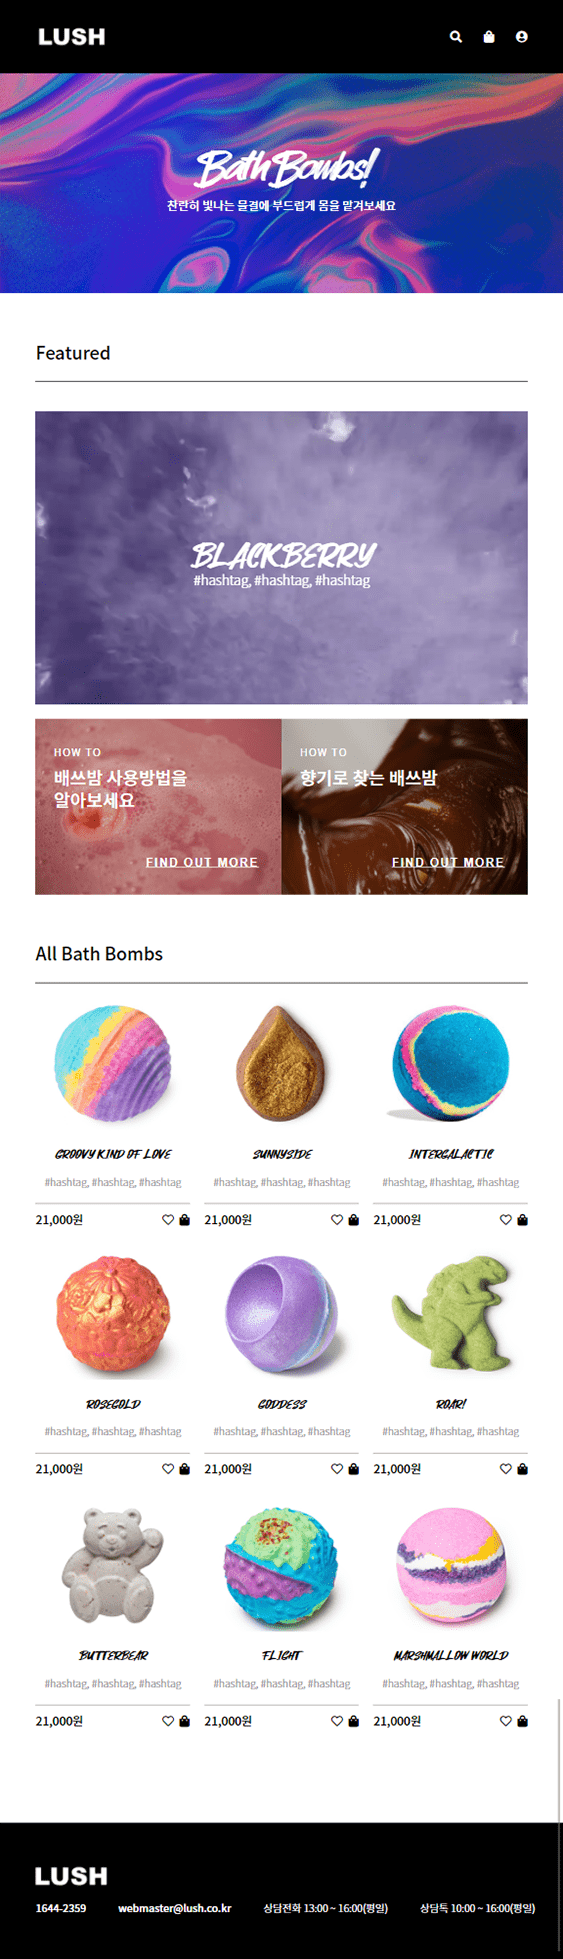 LUSH
Bath Bombs!
찬란히 빛나는 물결에 부드럽게 몸을 맡겨보세요
Featured
BLACKBERRY
#hashtag, #hashtag, #hashtag
HOW TO
배쓰밤 사용방법을
알아보세요
FIND OUT MORE
HOW TO
향기로 찾는 배쓰밤
FIND OUT MORE
All Bath Bombs
GROOVY KIND OF LOVE
#hashtag, #hashtag, #hashtag
21,000원
SUNNYSIDE
#hashtag, #hashtag, #hashtag
21,000원
INTERGALACTIC
#hashtag, #hashtag, #hashtag
21,000원
ROSEGOLD
#hashtag, #hashtag, #hashtag
21,000원
GODDESS
#hashtag, #hashtag, #hashtag
21,000원
ROAR!
#hashtag, #hashtag, #hashtag
21,000원
BUTTERBEAR
#hashtag, #hashtag, #hashtag
21,000원
FLIGHT
#hashtag, #hashtag, #hashtag
21,000원
MARSHMALLOW WORLD
#hashtag, #hashtag, #hashtag
21,000원
LUSH
1644-2359 webmaster@lush.co.kr 상담전화 13:00 ~ 16:00(평일) 상담톡 10:00 ~ 16:00(평일)